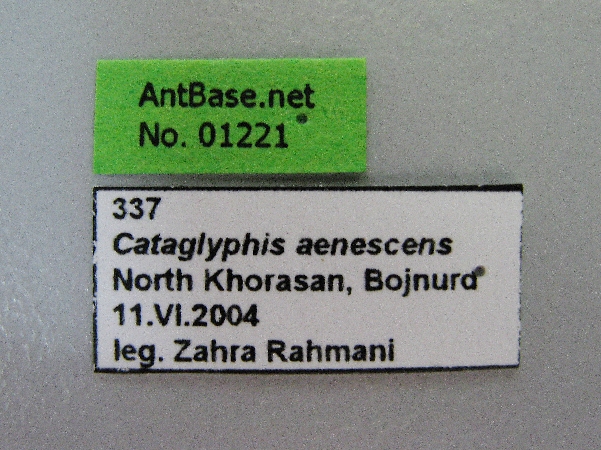 AntBase.net
No. 01221
337
Cataglyphis aenescens
North Khorasan, Bojnurd
11.VI.2004
leg. Zahra Rahmani